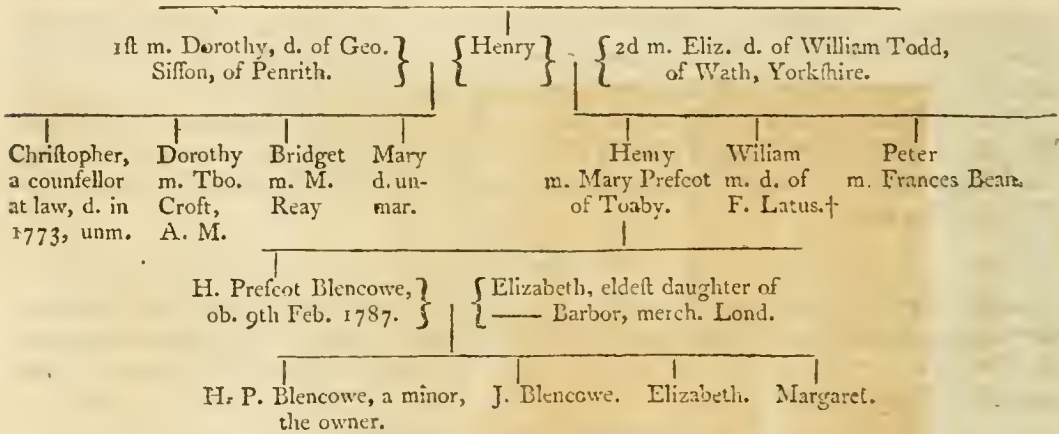 1ſt m. Dorothy, d. of Geo. Siſſon, of Penrith.
Henry
2d m. Eliz. d. of William Todd, of Wath, Yorkſhire.
Chriſtopher,
a counſellor
at law, d. in
1773, unm.
Dorothy
m. Tbo.
Croft,
A. M.
Bridget
m. M.
Reay
Mary
d. un-
mar.
Henry
m. Mary Preſcot
of Toaby.
Wiliam
m. d. of
F. Latus.†
Peter
m. Frances Bean.
H. Preſcot Blencowe,
ob. 9th Feb. 1787.
Elizabeth, eldeſt daughter of
—— Barbor, merch. Lond.
H. P. Blencowe, a minor,
the owner.
J. Blencowe.
Elizabeth.
Margaret.